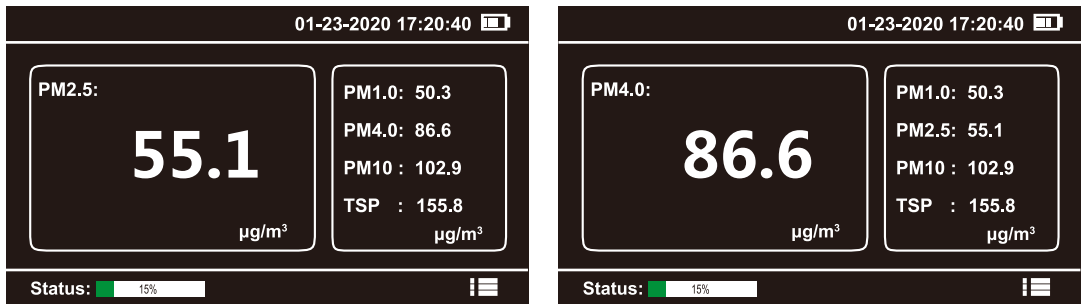 01-23-2020 17:20:40
PM2.5:
55.1
µg/m³
PM1.0: 50.3
PM4.0: 86.6
PM10 : 102.9
TSP : 155.8
µg/m³
Status: 15%
01-23-2020 17:20:40
PM4.0:
86.6
µg/m³
PM1.0: 50.3
PM2.5: 55.1
PM10 : 102.9
TSP : 155.8
µg/m³
Status: 15%